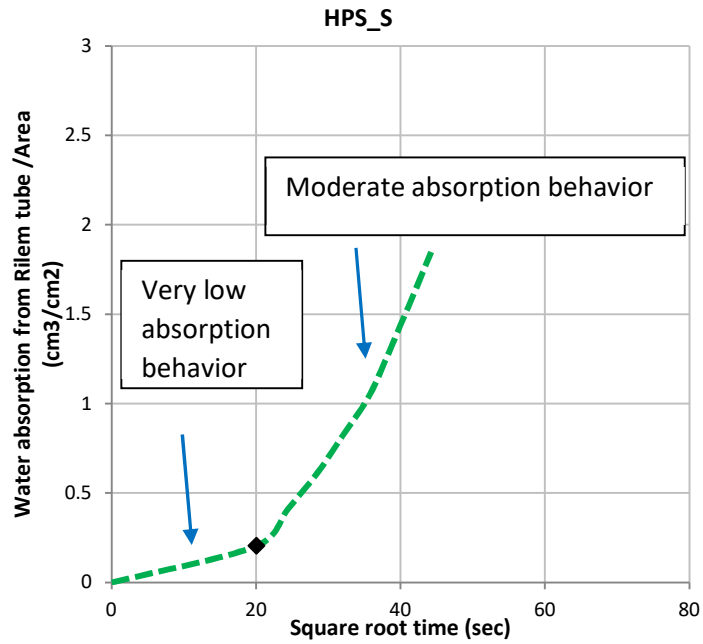 HPS_S
Water absorption from Rilem tube /Area
(cm3/cm2)
3
2.5
2
1.5
1
0.5
0
Moderate absorption behavior
Very low
absorption
behavior
0
20
40
60
80
Square root time (sec)